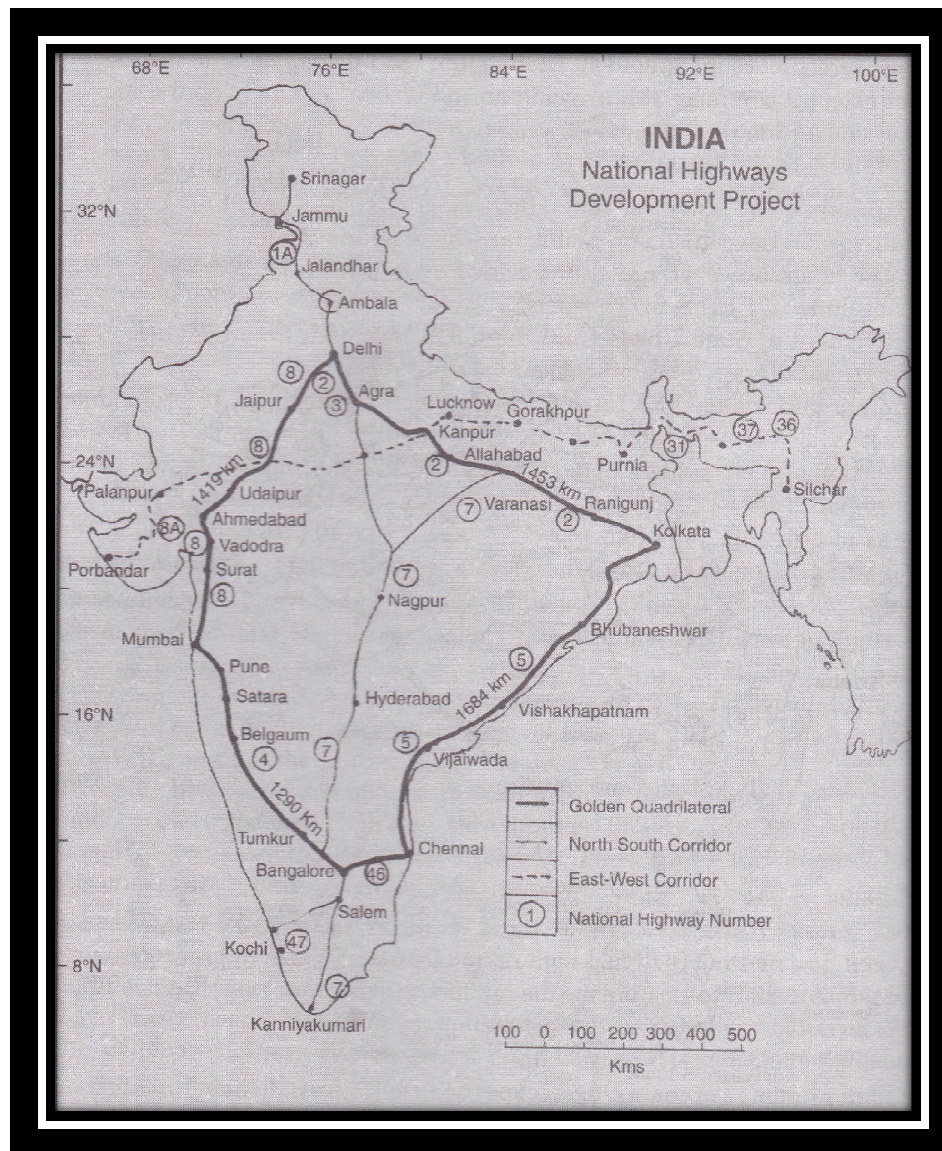 68°E
76°E
84°E
92°E
100°E
INDIA
National Highways
Development Project
Srinagar
32°N
Jammu
1A
Jalandhar
Ambala
Delhi
8
2
3
Agra
Jaipur
Lucknow
Gorakhpur
37
36
Kanpur
31
8
24°N
2
Allahabad
Purnia
1419 km
1453 km
Palanpur
Udaipur
Silchar
7
Varanasi
Ranigunj
2
Ahmedabad
8A
Kolkata
8
Vadodra
Porbandar
Surat
7
8
Nagpur
Mumbai
Bhubaneshwar
Pune
5
Satara
Hyderabad
1684 km
16°N
Vishakhapatnam
Belgaum
4
7
5
Vijaiwada
1290 Km
Golden Quadrilateral
Tumkur
North South Corridor
Chennai
Bangalore
46
East-West Corridor
Salem
1
National Highway Number
Kochi
47
8°N
7
Kanniyakumari
100 0 100 200 300 400 500
Kms